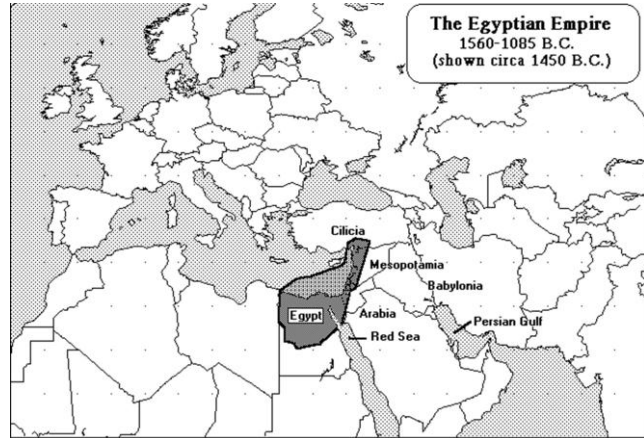 The Egyptian Empire
1560-1085 B.C.
(shown circa 1450 B.C.)
Cilicia
Mesopotamia
Babylonia
Egypt
Arabia
Persian Gulf
Red Sea